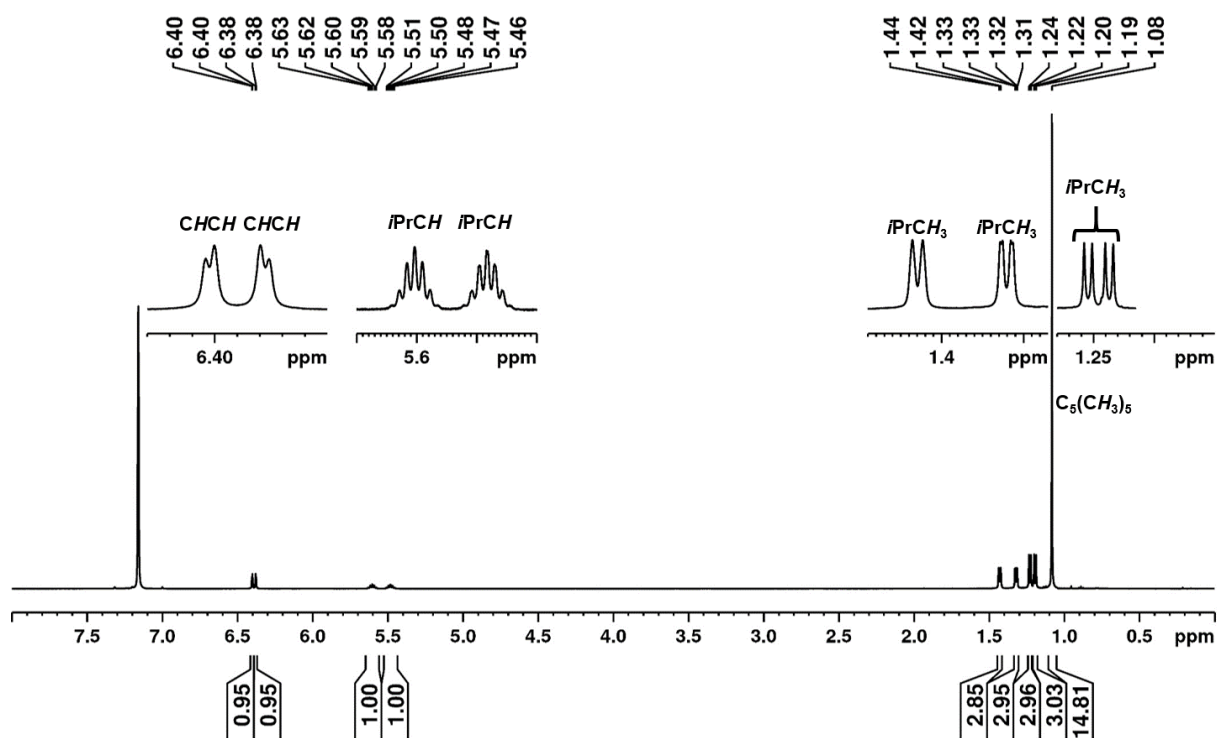 6.40 6.40 6.38 6.38 5.63 5.62 5.60 5.59 5.58 5.51 5.50 5.48 5.47 5.46 1.44 1.42 1.33 1.33 1.32 1.31 1.24 1.22 1.20 1.19 1.08
iPrCH₃
CHCH CHCH iPrCH iPrCH iPrCH₃ iPrCH₃
6.40 ppm 5.6 ppm 1.4 ppm 1.25 ppm
C₅(CH₃)₅
7.5 7.0 6.5 6.0 5.5 5.0 4.5 4.0 3.5 3.0 2.5 2.0 1.5 1.0 0.5 ppm
0.95 0.95 1.00 1.00 2.85 2.95 2.96 3.03 14.81